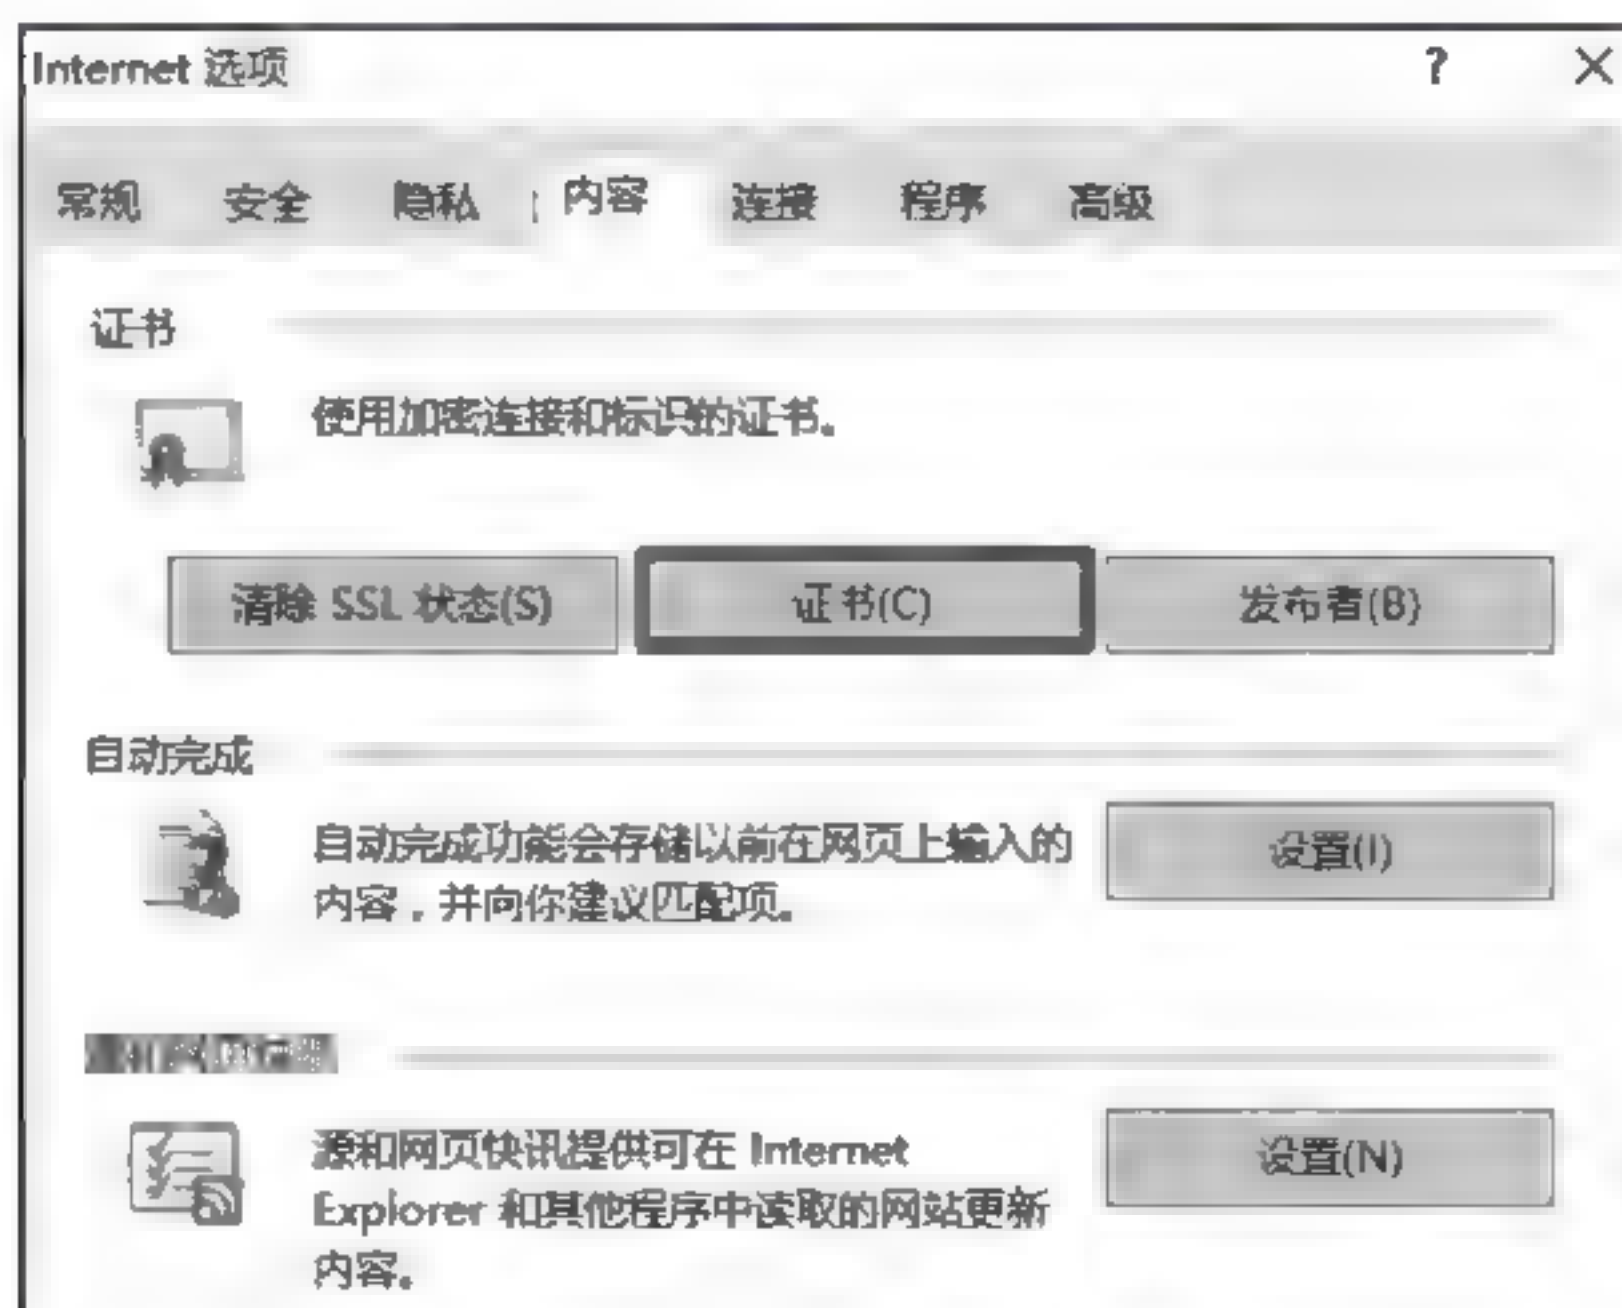 Internet 选项
常规 安全 隐私 内容 连接 程序 高级
证书
使用加密连接和标识的证书。
清除 SSL 状态(S) 证书(C) 发布者(B)
自动完成
自动完成功能会存储以前在网页上输入的
内容，并向你建议匹配项。
设置(I)
源和网页快讯提供可在 Internet
Explorer 和其他程序中读取的网站更新
内容。
设置(N)